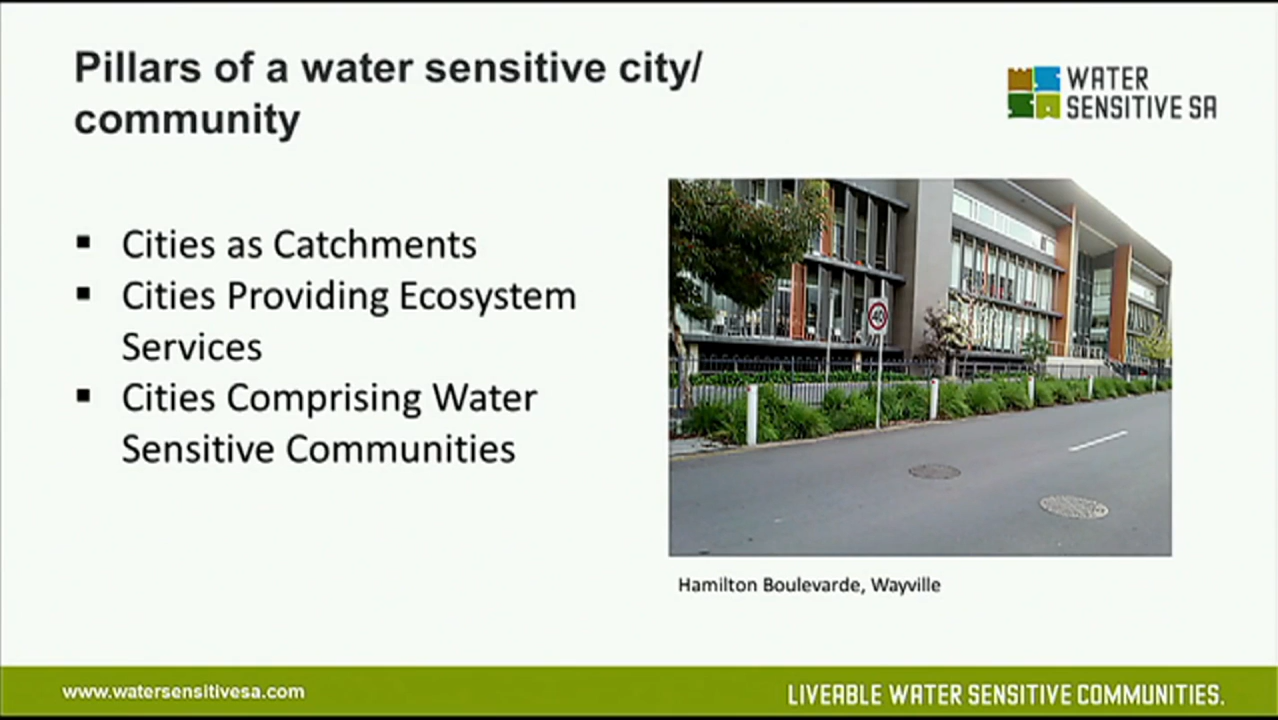 Pillars of a water sensitive city/
community
WATER
SENSITIVE SA
▪ Cities as Catchments
▪ Cities Providing Ecosystem
Services
▪ Cities Comprising Water
Sensitive Communities
40
Hamilton Boulevarde, Wayville
www.watersensitivesa.com
LIVEABLE WATER SENSITIVE COMMUNITIES.